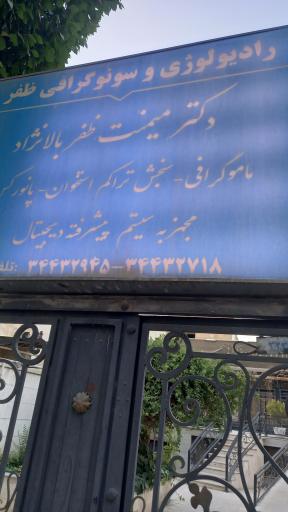 رادیولوژی و سونوگرافی ظفر
دکتر میمنت ظفر بالانژاد
ماموگرافی - سنجش تراکم استخوان - پانورکس
مجهز به سیستم پیشرفته دیجیتال
۳۴۴۳۲۹۴۵ - ۳۴۴۳۲۷۱۸